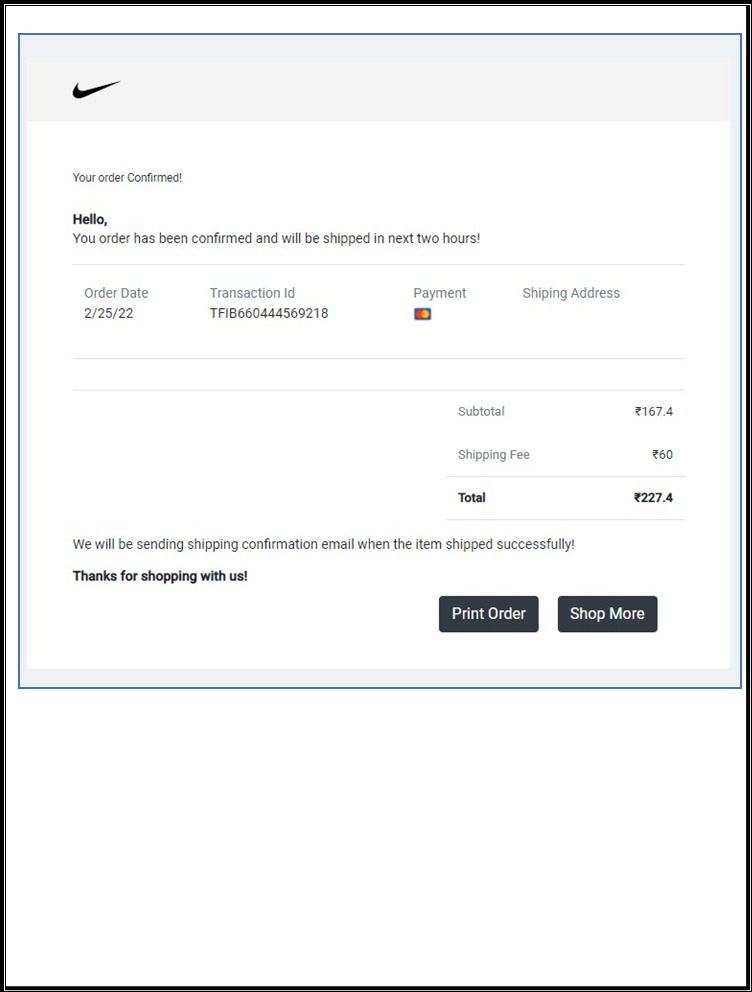 Your order Confirmed!
Hello,
You order has been confirmed and will be shipped in next two hours!
Order Date Transaction Id Payment Shiping Address
2/25/22 TFIB660444569218
Subtotal ₹167.4
Shipping Fee ₹60
Total ₹227.4
We will be sending shipping confirmation email when the item shipped successfully!
Thanks for shopping with us!
Print Order Shop More